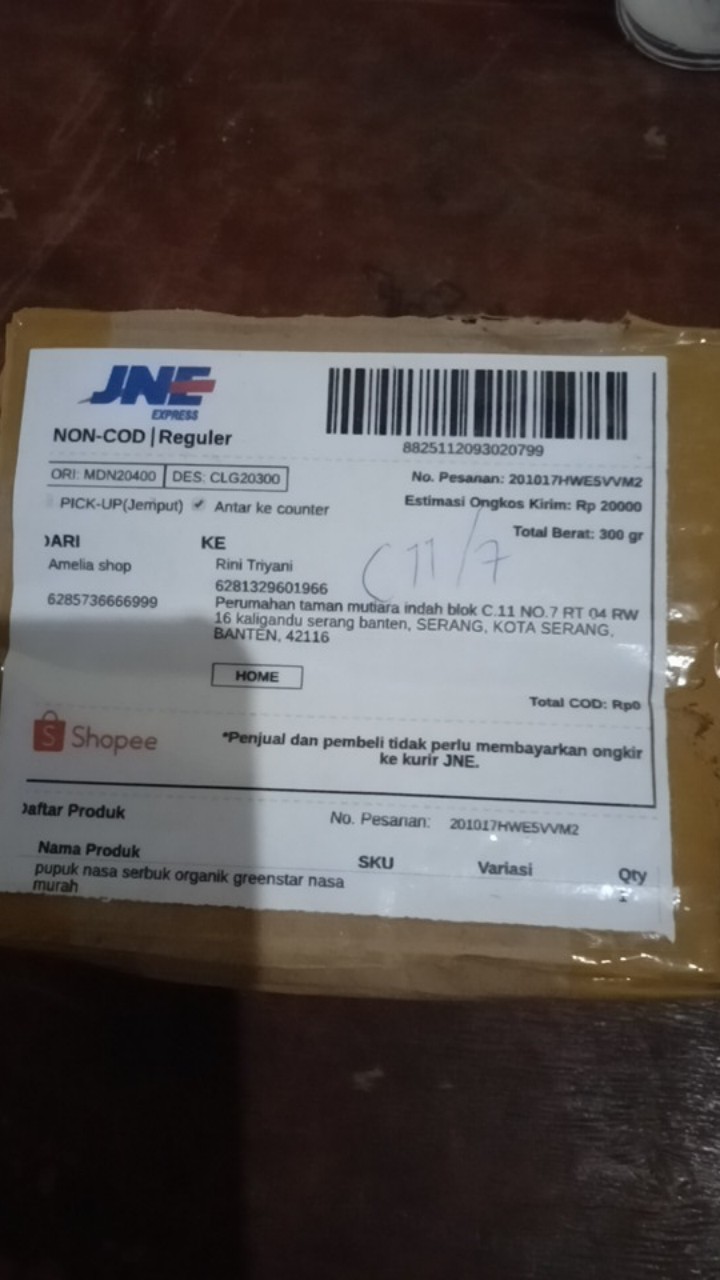 JNE
EXPRESS
NON-COD | Reguler
8825112093020799
ORI: MDN20400 DES: CLG20300
No. Pesanan: 201017HWE5VVM2
PICK-UP(Jemput) ✔ Antar ke counter
Estimasi Ongkos Kirim: Rp 20000
Total Berat: 300 gr
DARI
KE
Amelia shop
Rini Triyani
6285736666999
6281329601966
C11/7
Perumahan taman mutiara indah blok C.11 NO.7 RT 04 RW
16 kaligandu serang banten, SERANG, KOTA SERANG,
BANTEN, 42116
HOME
Total COD: Rp0
Shopee
*Penjual dan pembeli tidak perlu membayarkan ongkir
ke kurir JNE.
Daftar Produk
No. Pesanan: 201017HWE5VVM2
Nama Produk SKU Variasi Qty
pupuk nasa serbuk organik greenstar nasa
murah
1